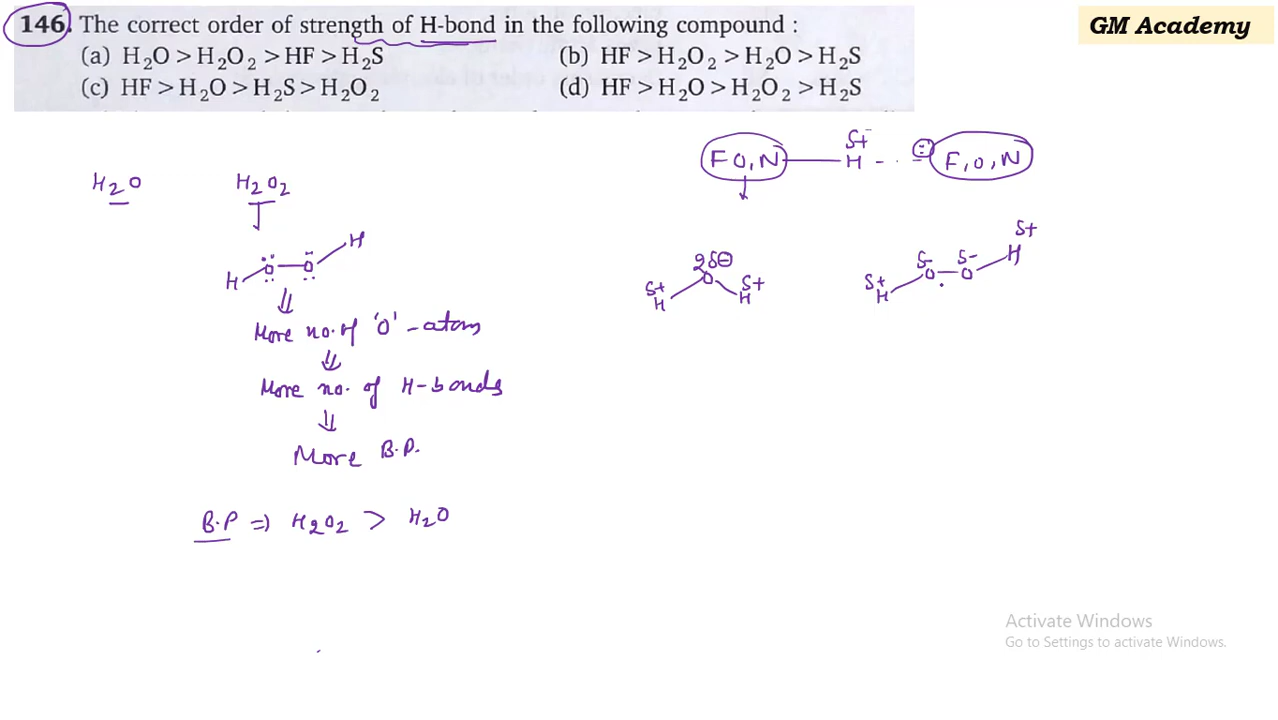 146. The correct order of strength of H-bond in the following compound :
GM Academy
(a) H₂O > H₂O₂ > HF > H₂S
(b) HF > H₂O₂ > H₂O > H₂S
(c) HF > H₂O > H₂S > H₂O₂
(d) HF > H₂O > H₂O₂ > H₂S
F O, N — H δ+ - - - F, O, N
H₂O H₂O₂
H O — O H
2δ⊖
δ+ H O H δ+
δ+ H O δ- — O δ- H δ+
More no. of 'O' - atoms
More no. of H-bonds
More B.P.
B.P ⇒ H₂O₂ > H₂O
Activate Windows
Go to Settings to activate Windows.